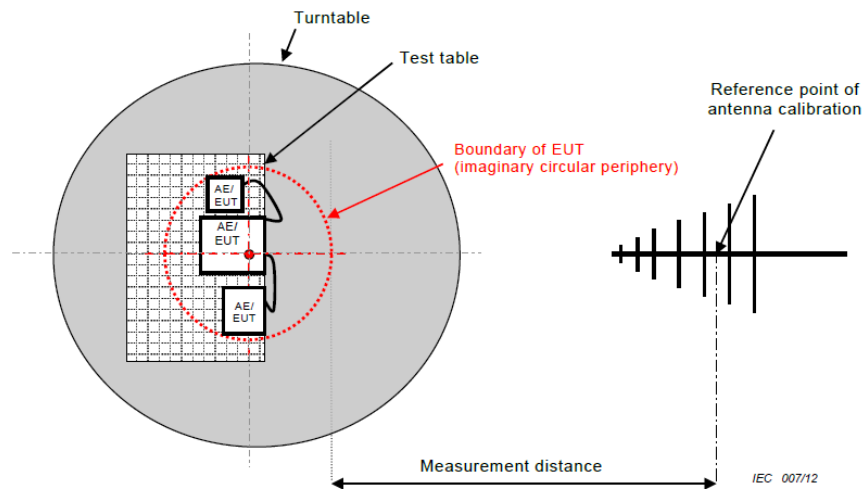 Turntable
Test table
Reference point of
antenna calibration
Boundary of EUT
(imaginary circular periphery)
AE/
EUT
AE/
EUT
AE/
EUT
Measurement distance
IEC 007/12